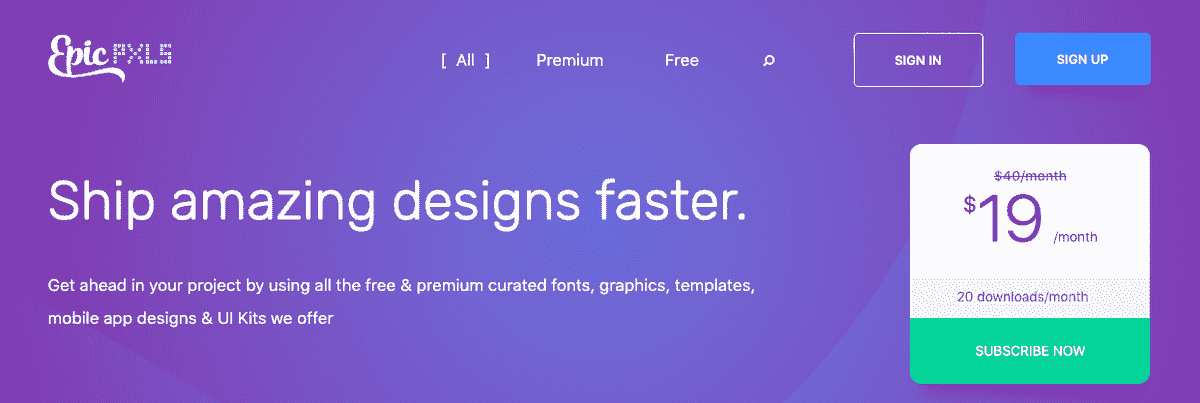 Epic PXLS
[ All ]
Premium
Free
SIGN IN
SIGN UP
Ship amazing designs faster.
Get ahead in your project by using all the free & premium curated fonts, graphics, templates,
mobile app designs & UI Kits we offer
$40/month
$19 /month
20 downloads/month
SUBSCRIBE NOW